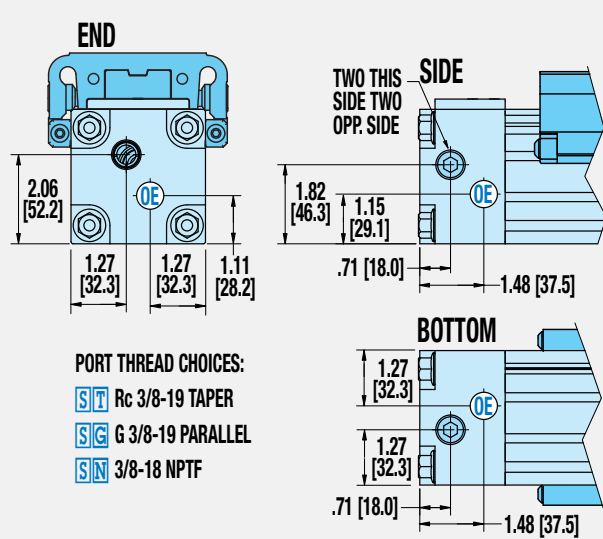 END
OE
2.06
[52.2]
1.27
[32.3]
1.27
[32.3]
1.11
[28.2]
SIDE
TWO THIS
SIDE TWO
OPP. SIDE
OE
1.82
[46.3]
1.15
[29.1]
.71 [18.0]
1.48 [37.5]
PORT THREAD CHOICES:
ST Rc 3/8-19 TAPER
SG G 3/8-19 PARALLEL
SN 3/8-18 NPTF
BOTTOM
1.27
[32.3]
OE
1.27
[32.3]
.71 [18.0]
1.48 [37.5]